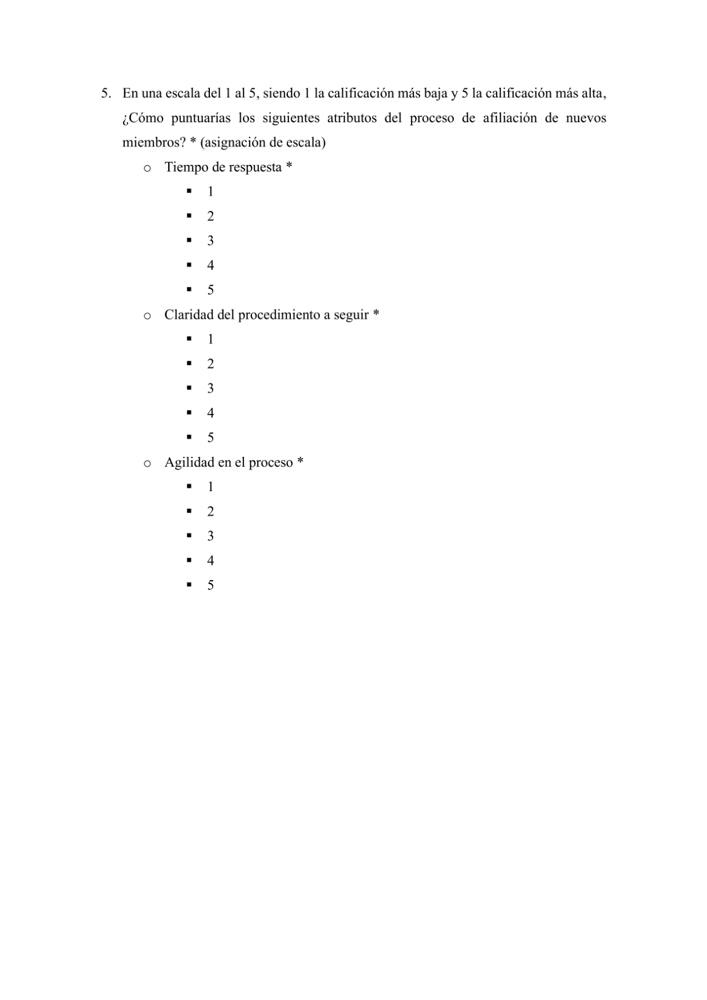 5. En una escala del 1 al 5, siendo 1 la calificación más baja y 5 la calificación más alta,
¿Cómo puntuarías los siguientes atributos del proceso de afiliación de nuevos
miembros? * (asignación de escala)
o Tiempo de respuesta *
▪ 1
▪ 2
▪ 3
▪ 4
▪ 5
o Claridad del procedimiento a seguir *
▪ 1
▪ 2
▪ 3
▪ 4
▪ 5
o Agilidad en el proceso *
▪ 1
▪ 2
▪ 3
▪ 4
▪ 5